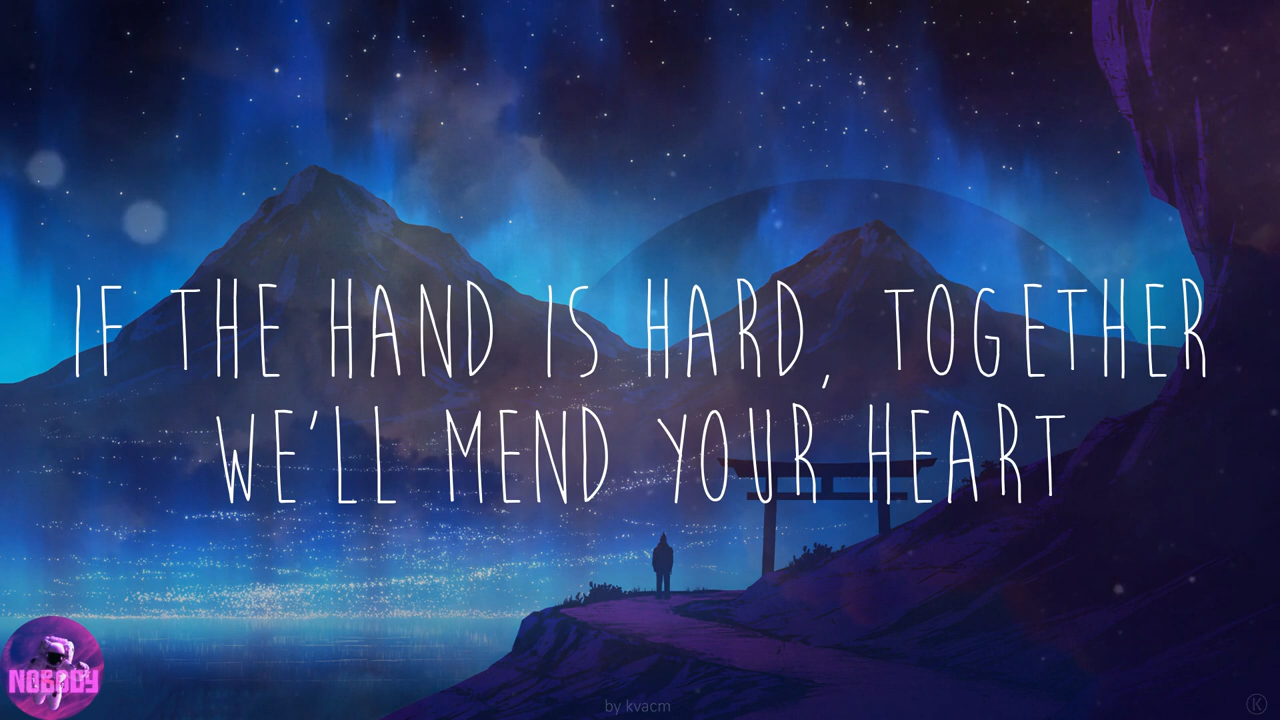 IF THE HAND IS HARD, TOGETHER
WE'LL MEND YOUR HEART
NOBODY
by kvacm
K